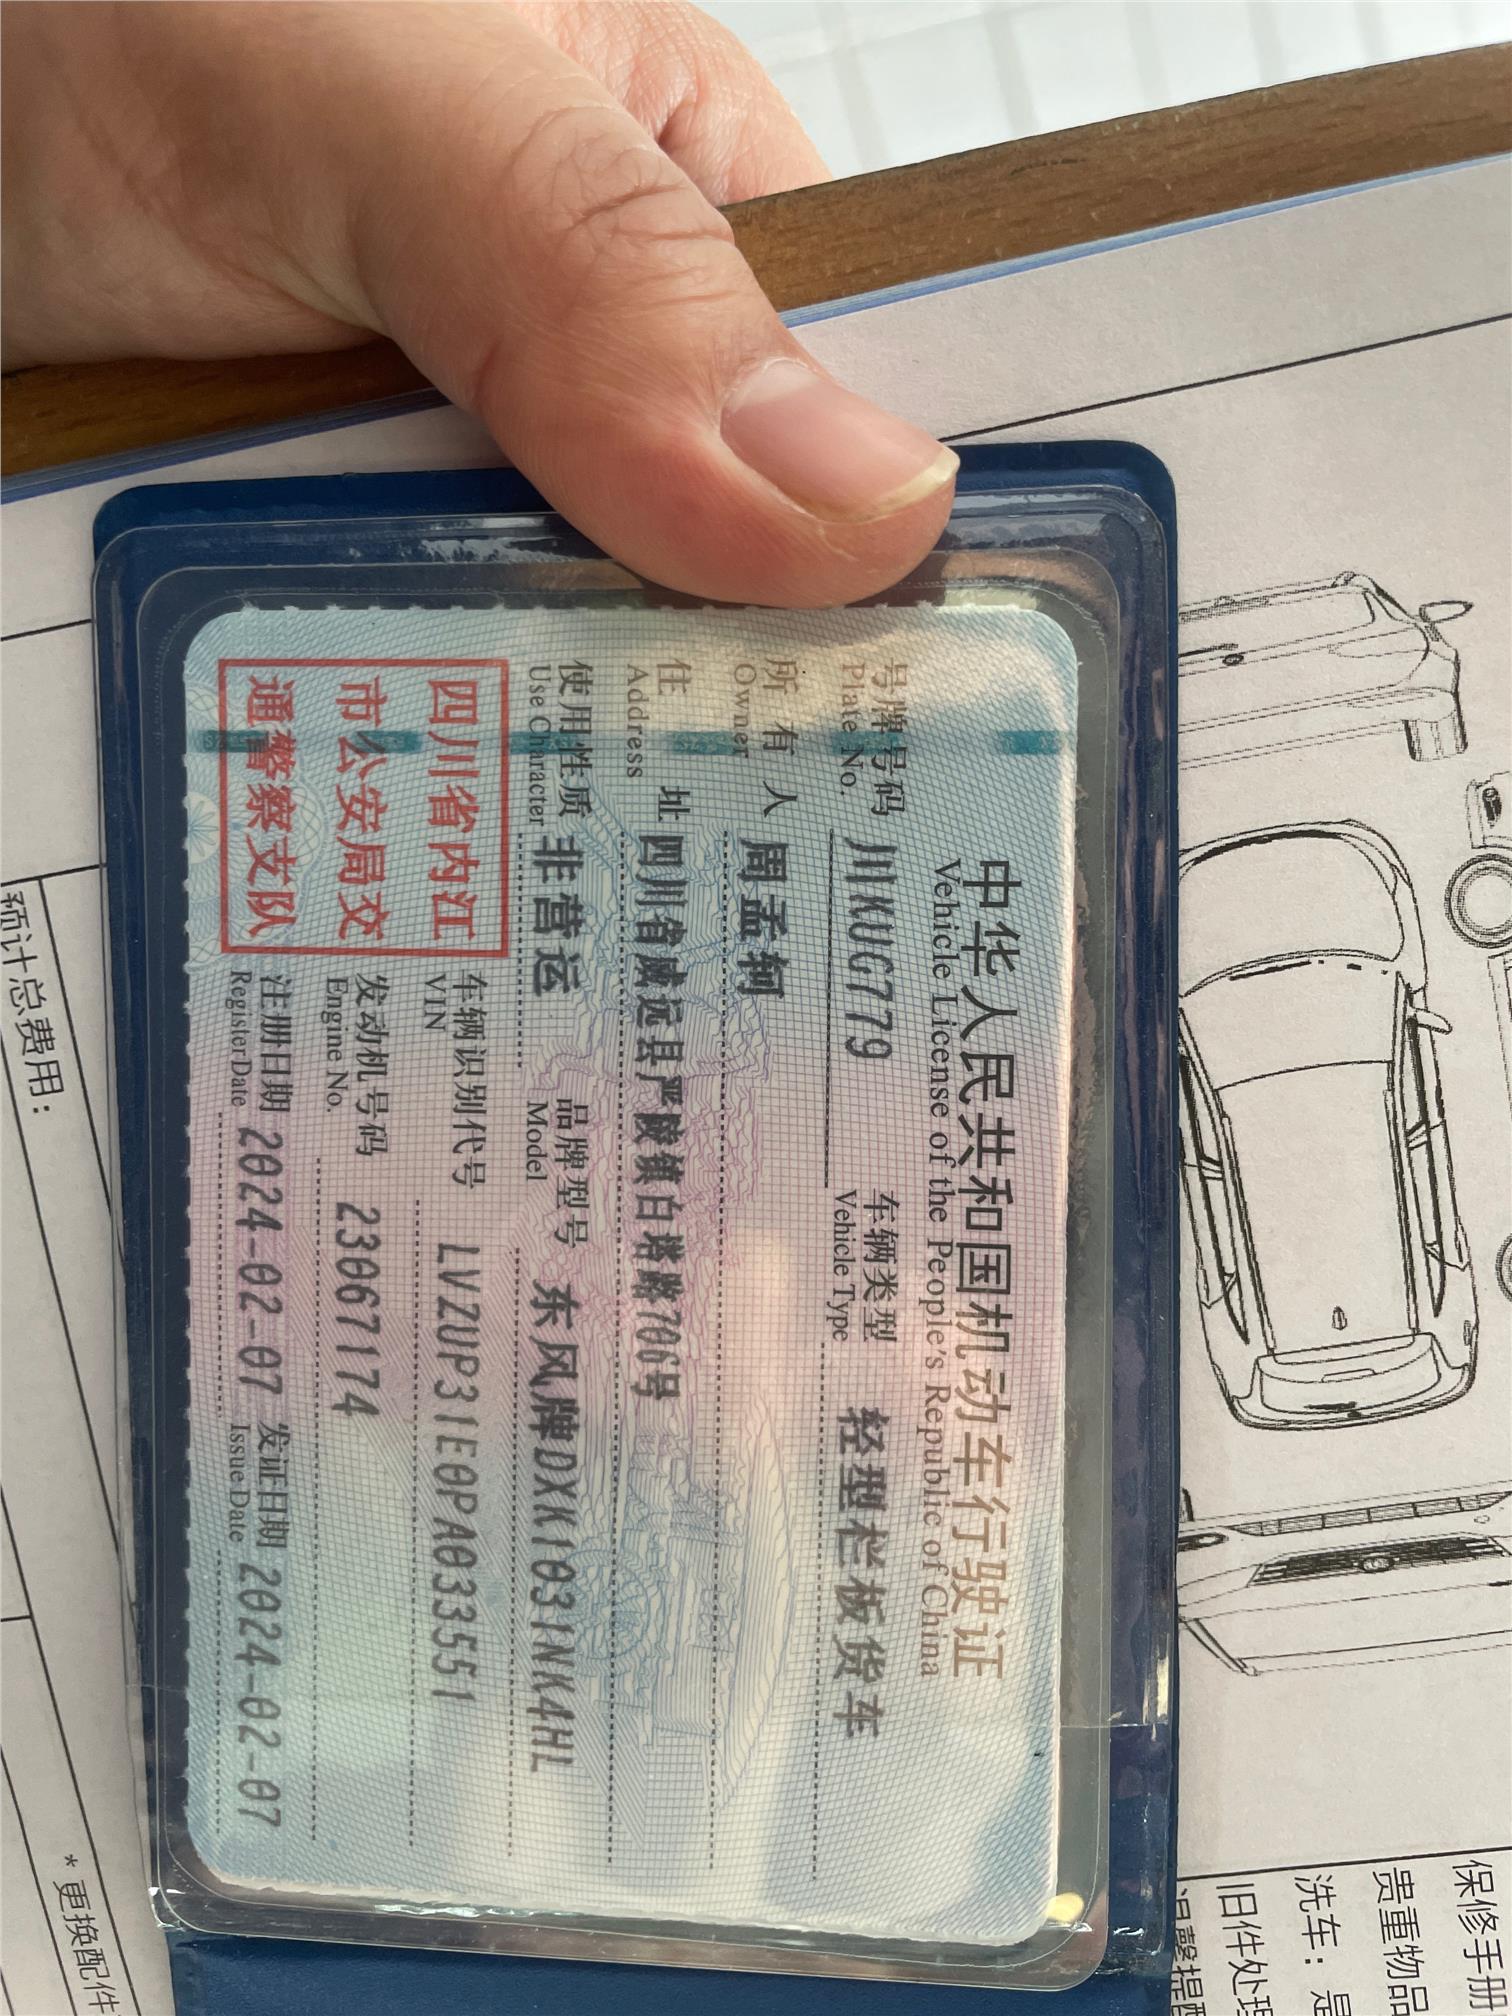 中华人民共和国机动车行驶证
Vehicle License of the People's Republic of China
号牌号码 川KUG779 车辆类型 轻型栏板货车
Plate No. Vehicle Type
所有人 周孟轲
Owner
住址 四川省威远县严陵镇白塔路706号
Address
使用性质 非营运 品牌型号 东风牌DXK1031NK4HL
Use Character Model
四川省内江
市公安局交
通警察支队
车辆识别代号 LVZUP31E0PA033551
VIN
发动机号码 23067174
Engine No.
注册日期 2024-02-07 发证日期 2024-02-07
Register Date Issue Date
预计总费用：
*更换配件
保修手册
贵重物品
洗车：是
旧件处理